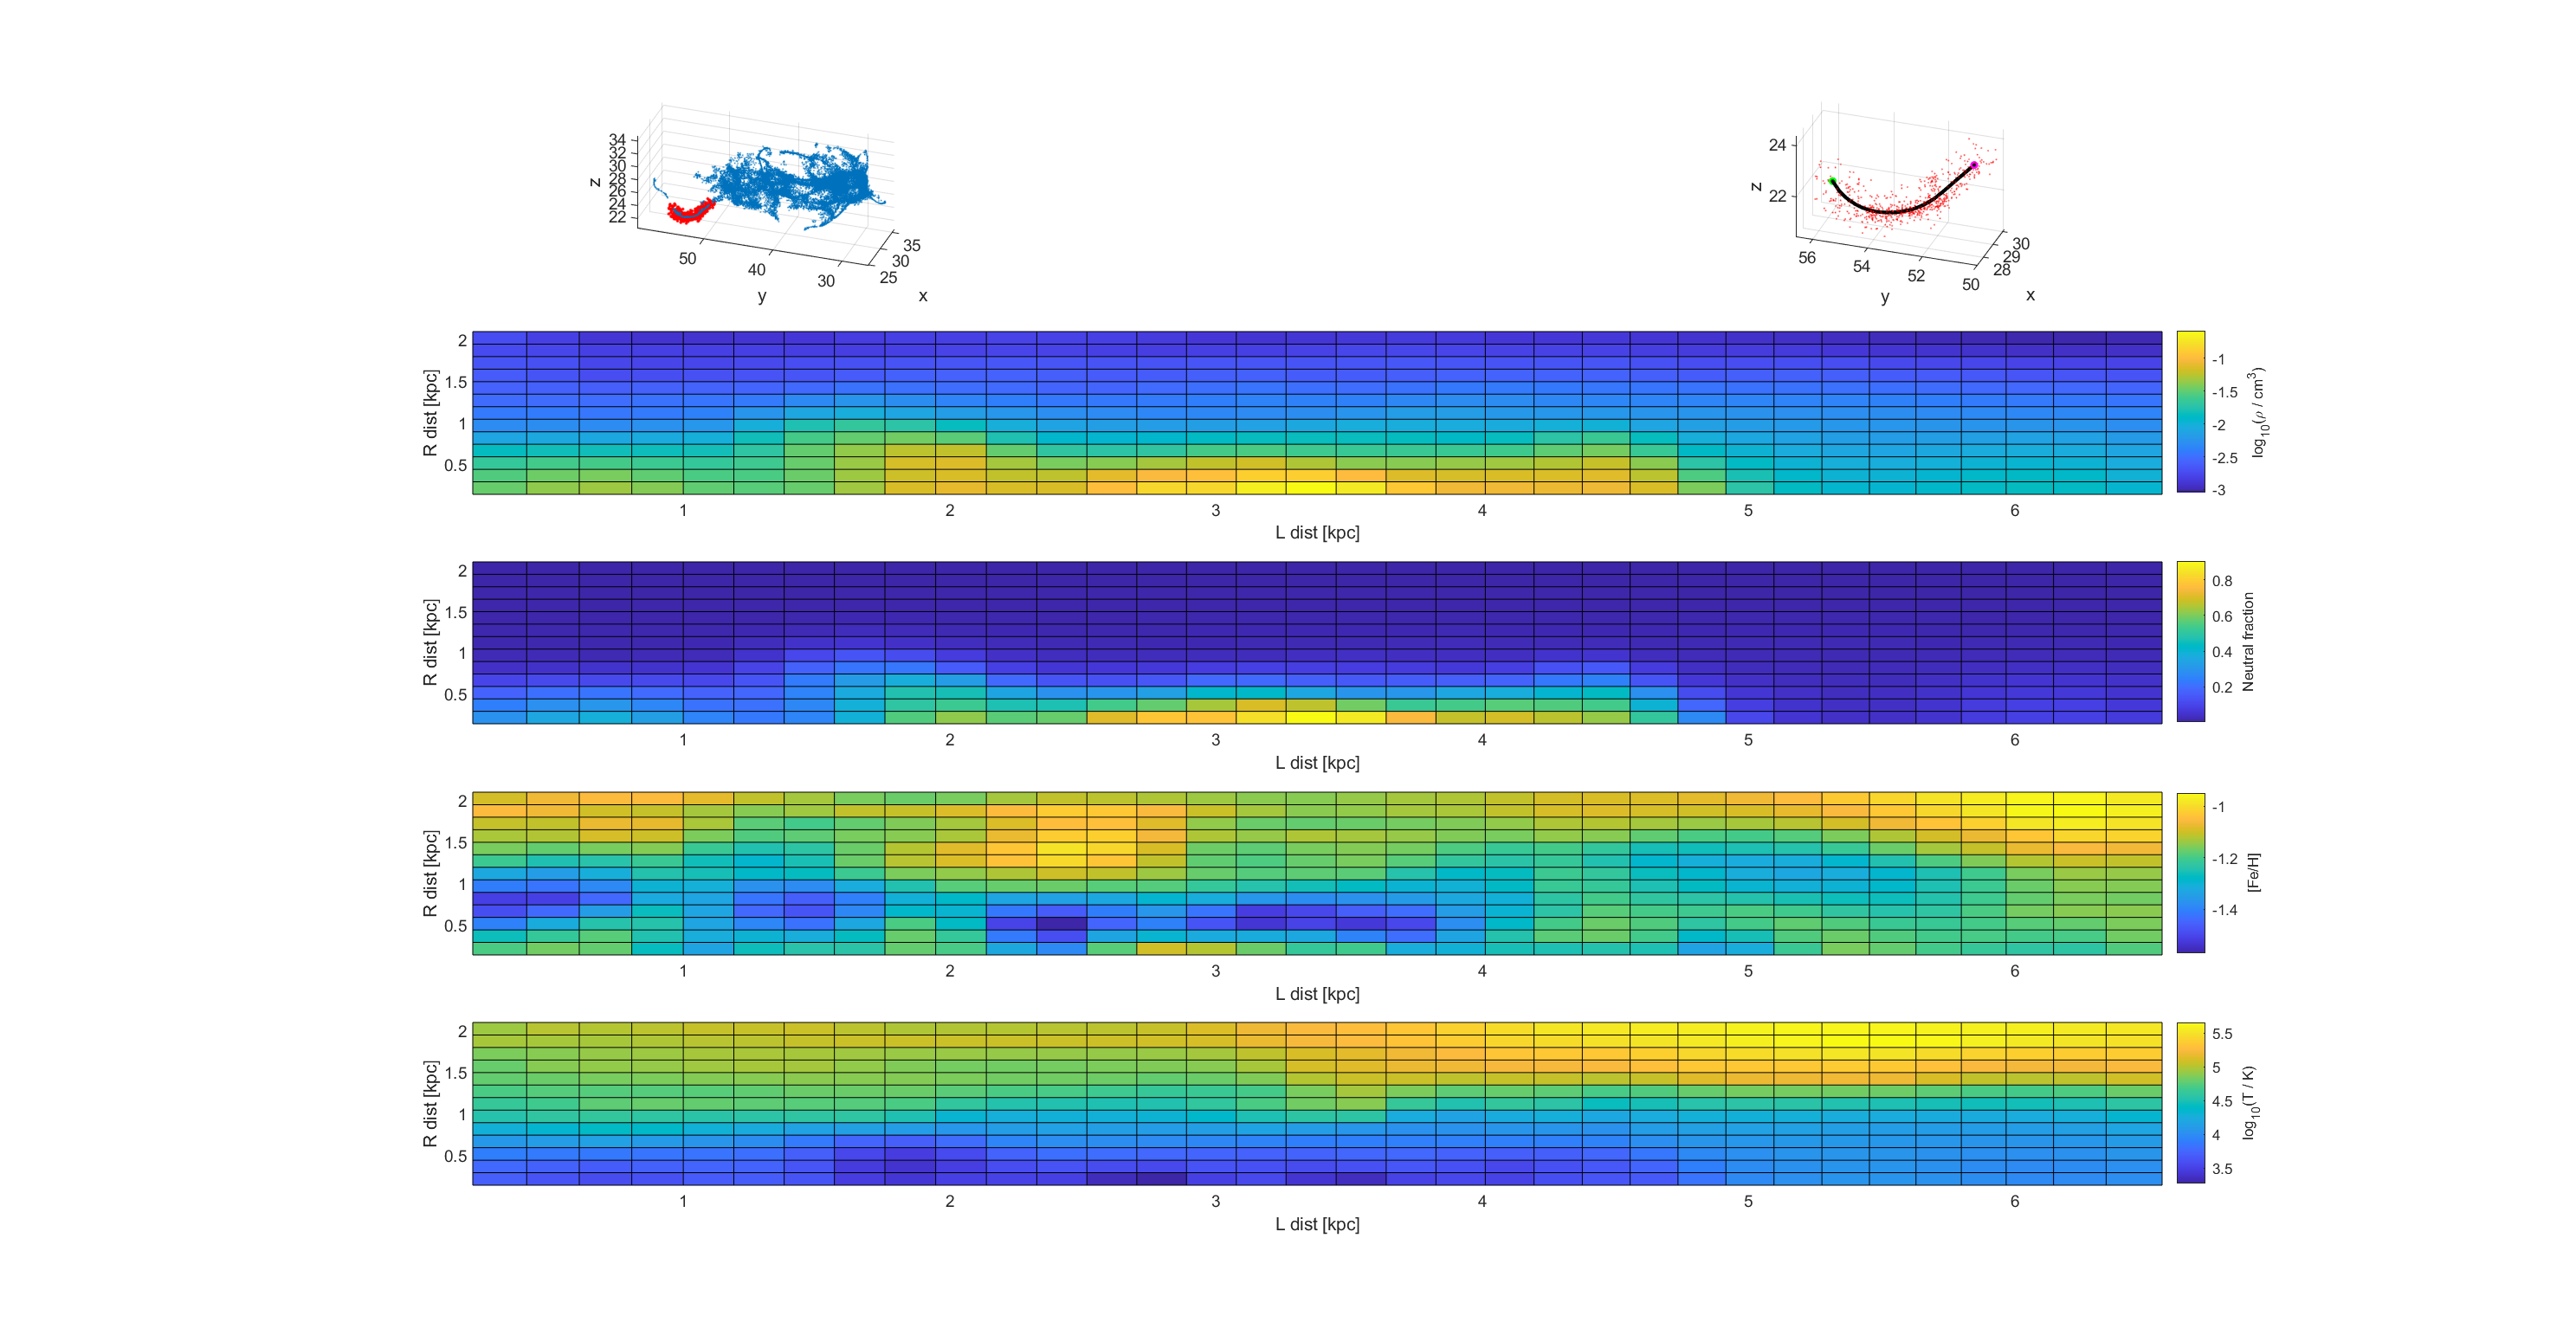 34
32
30
28
26
24
22
z
50
40
30
y
35
30
25
x
24
22
z
56
54
52
50
y
30
29
28
x
2
1.5
1
0.5
R dist [kpc]
1 2 3 4 5 6
L dist [kpc]
-1
-1.5
-2
-2.5
-3
log10(ρ / cm3)
2
1.5
1
0.5
R dist [kpc]
1 2 3 4 5 6
L dist [kpc]
0.8
0.6
0.4
0.2
Neutral fraction
2
1.5
1
0.5
R dist [kpc]
1 2 3 4 5 6
L dist [kpc]
-1
-1.2
-1.4
[Fe/H]
2
1.5
1
0.5
R dist [kpc]
1 2 3 4 5 6
L dist [kpc]
5.5
5
4.5
4
3.5
log10(T / K)